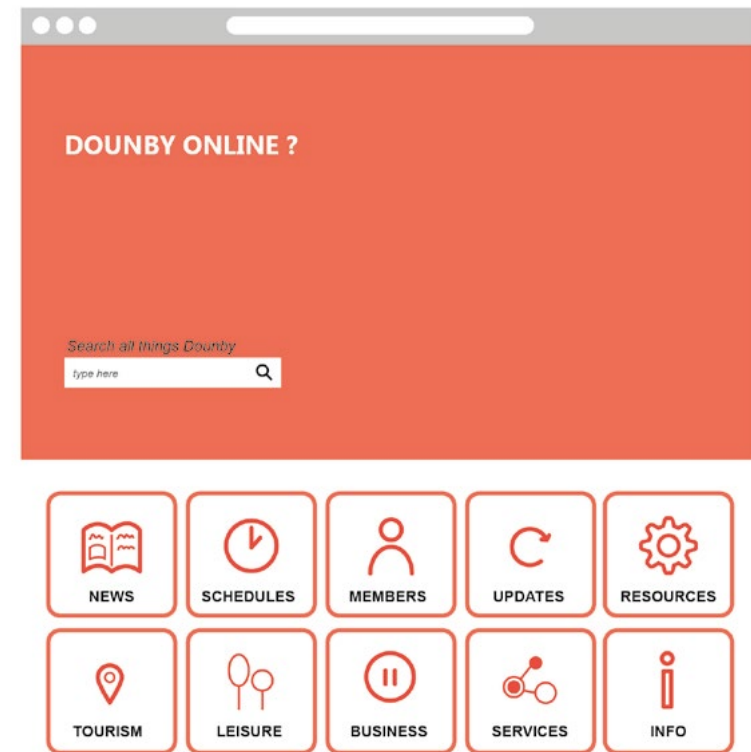 DOUNBY ONLINE ?
Search all things Dounby
type here
NEWS SCHEDULES MEMBERS UPDATES RESOURCES
TOURISM LEISURE BUSINESS SERVICES INFO